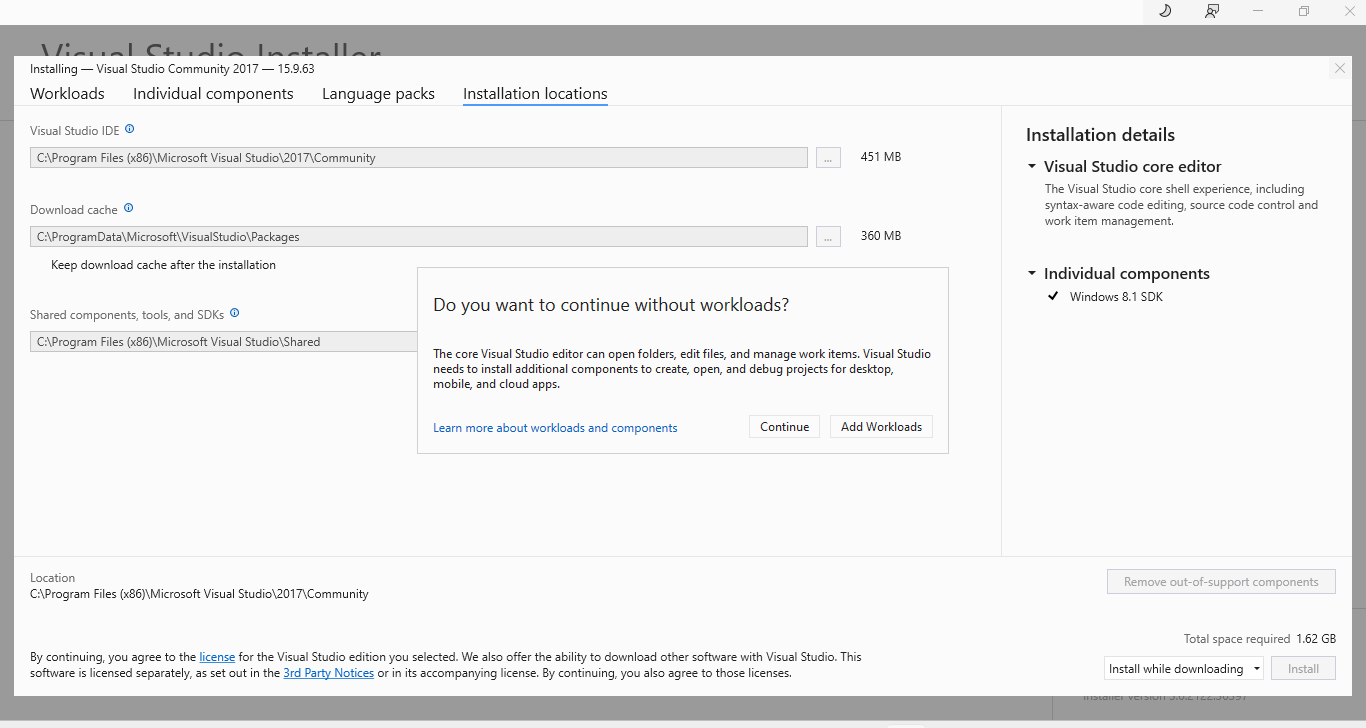 Visual Studio Installer
Installing — Visual Studio Community 2017 — 15.9.63
Workloads Individual components Language packs Installation locations
Visual Studio IDE
C:\Program Files (x86)\Microsoft Visual Studio\2017\Community ... 451 MB
Download cache
C:\ProgramData\Microsoft\VisualStudio\Packages ... 360 MB
Keep download cache after the installation
Shared components, tools, and SDKs
C:\Program Files (x86)\Microsoft Visual Studio\Shared
Do you want to continue without workloads?
The core Visual Studio editor can open folders, edit files, and manage work items. Visual Studio
needs to install additional components to create, open, and debug projects for desktop,
mobile, and cloud apps.
Learn more about workloads and components Continue Add Workloads
Installation details
Visual Studio core editor
The Visual Studio core shell experience, including
syntax-aware code editing, source code control and
work item management.
Individual components
Windows 8.1 SDK
Location
C:\Program Files (x86)\Microsoft Visual Studio\2017\Community
Remove out-of-support components
Total space required 1.62 GB
By continuing, you agree to the license for the Visual Studio edition you selected. We also offer the ability to download other software with Visual Studio. This
software is licensed separately, as set out in the 3rd Party Notices or in its accompanying license. By continuing, you also agree to those licenses.
Install while downloading Install
Installer version